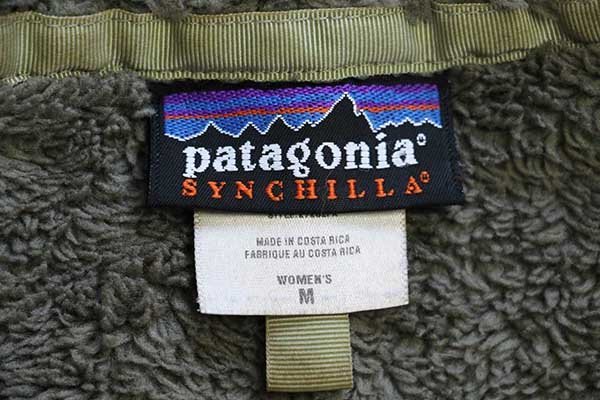 patagonia®
SYNCHILLA®
MADE IN COSTA RICA
FABRIQUE AU COSTA RICA
WOMEN'S
M